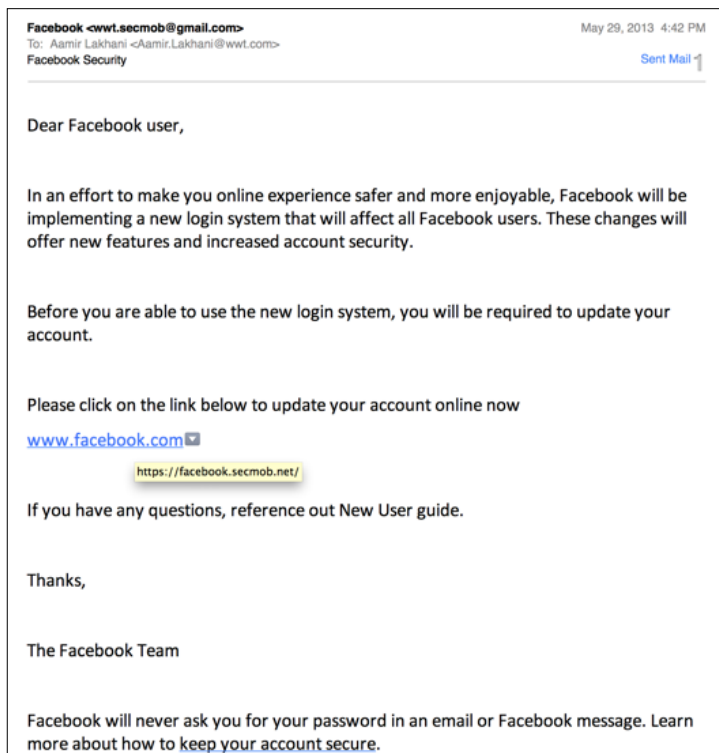 Facebook <wwt.secmob@gmail.com>
May 29, 2013 4:42 PM
To: Aamir Lakhani <Aamir.Lakhani@wwt.com>
Facebook Security
Sent Mail 1
Dear Facebook user,
In an effort to make you online experience safer and more enjoyable, Facebook will be
implementing a new login system that will affect all Facebook users. These changes will
offer new features and increased account security.
Before you are able to use the new login system, you will be required to update your
account.
Please click on the link below to update your account online now
www.facebook.com
https://facebook.secmob.net/
If you have any questions, reference out New User guide.
Thanks,
The Facebook Team
Facebook will never ask you for your password in an email or Facebook message. Learn
more about how to keep your account secure.